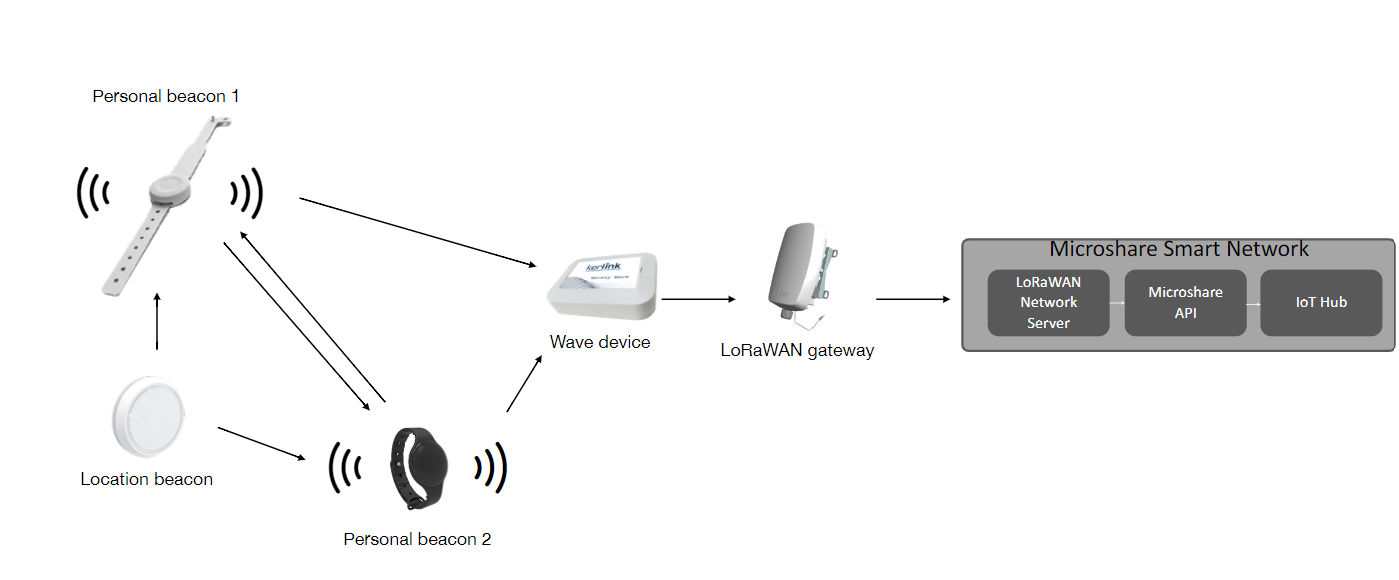 Personal beacon 1
kerlink
Wave device
LoRaWAN gateway
Microshare Smart Network
LoRaWAN
Network
Server
Microshare
API
IoT Hub
Location beacon
Personal beacon 2